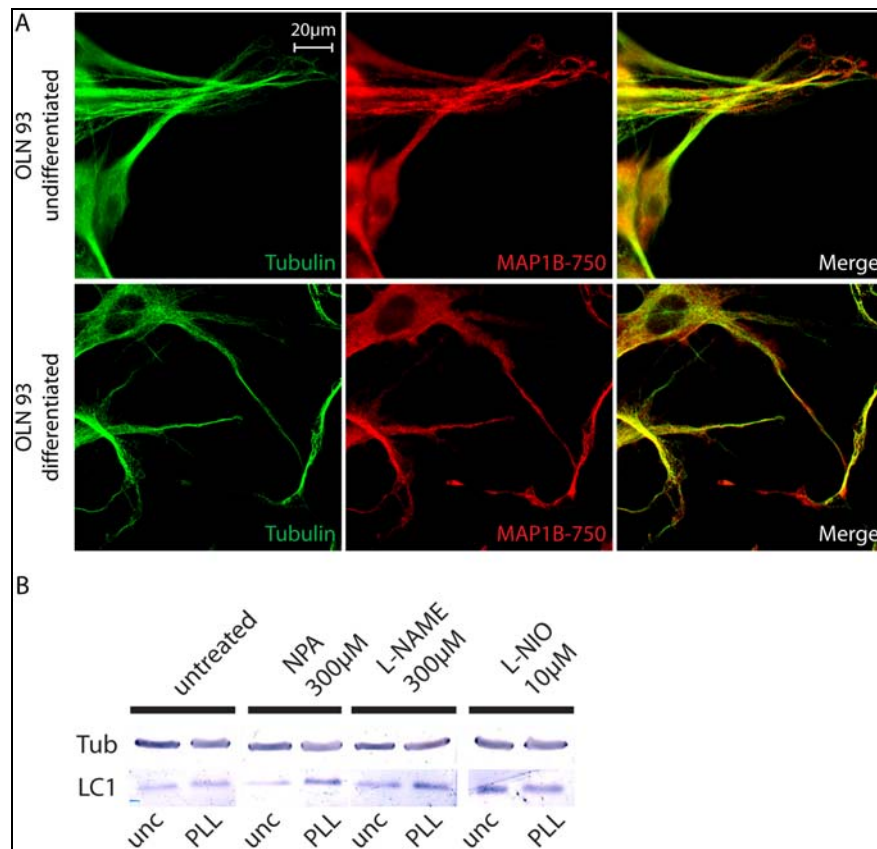 A
20µm
OLN 93
undifferentiated
Tubulin
MAP1B-750
Merge
OLN 93
differentiated
Tubulin
MAP1B-750
Merge
B
untreated
NPA
300µM
L-NAME
300µM
L-NIO
10µM
Tub
LC1
unc PLL unc PLL unc PLL unc PLL